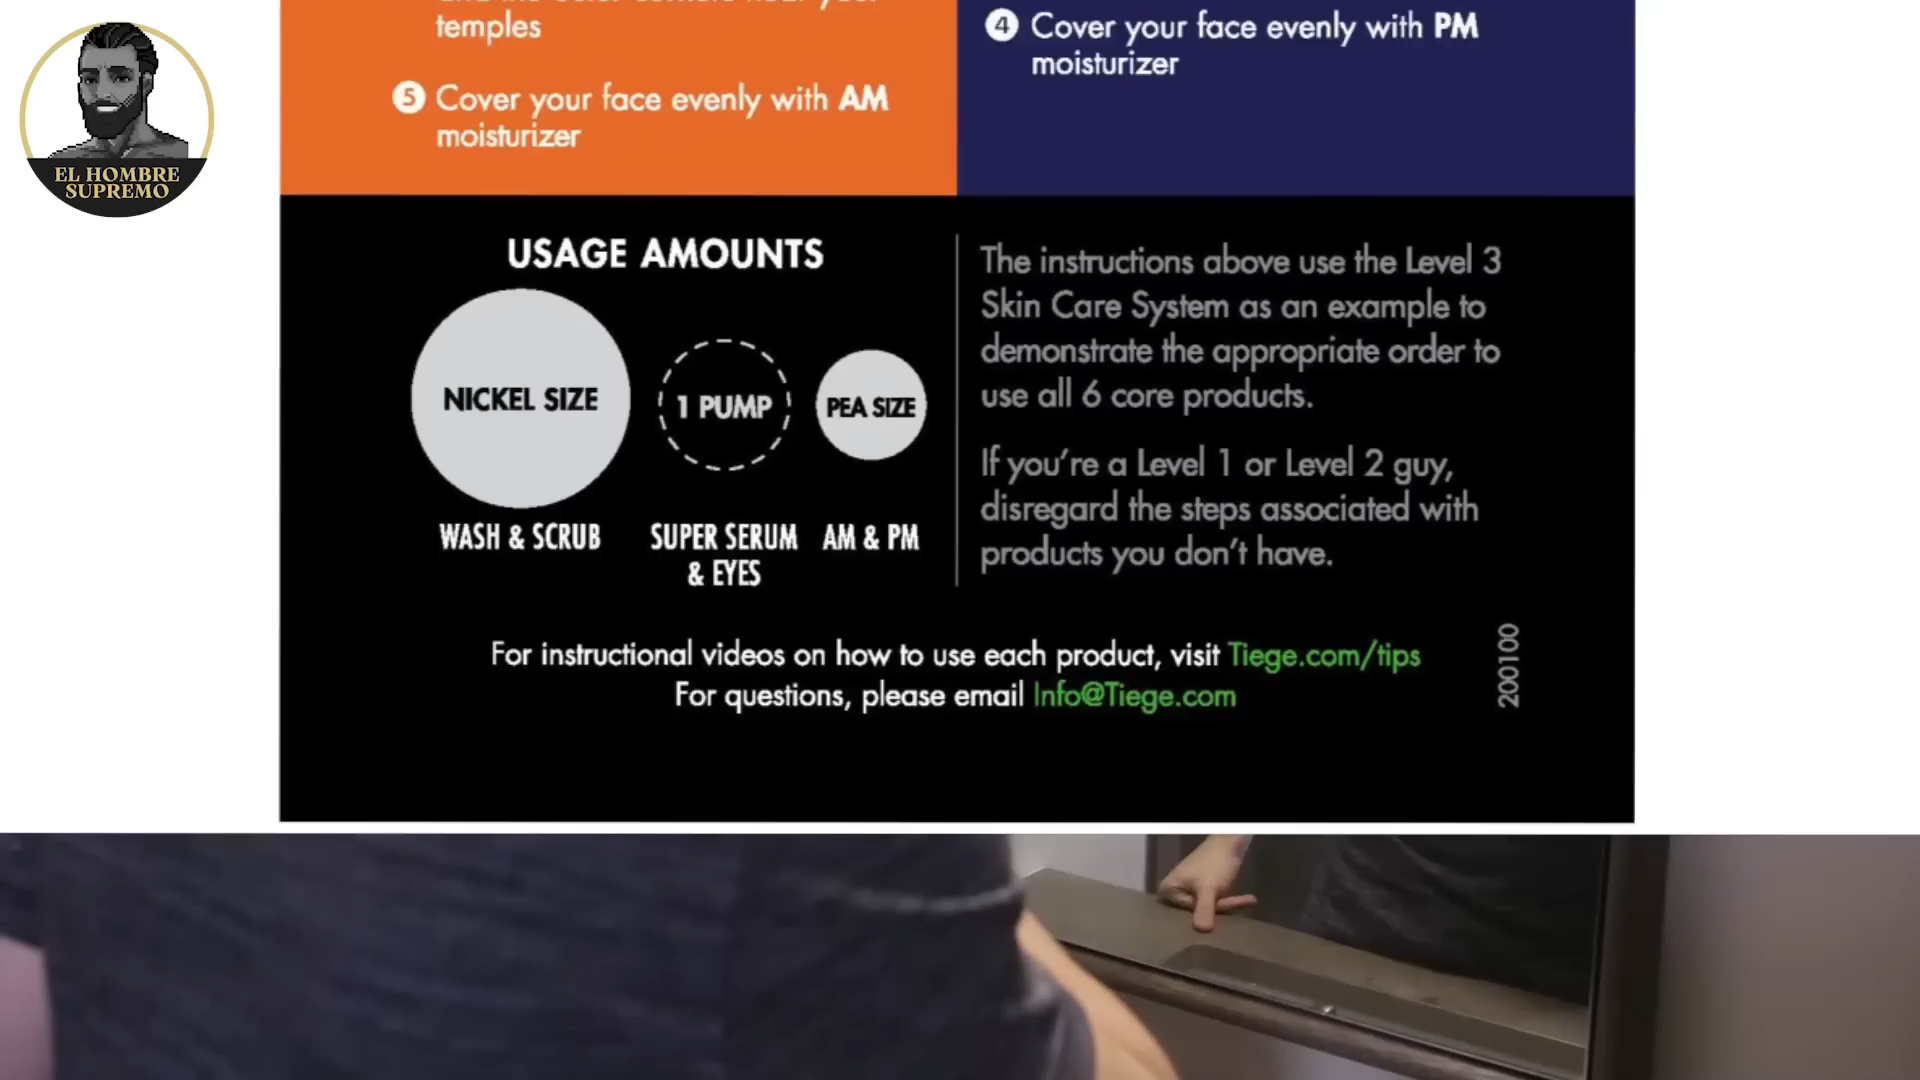 EL HOMBRE
SUPREMO
temples
5 Cover your face evenly with AM
moisturizer
4 Cover your face evenly with PM
moisturizer
USAGE AMOUNTS
NICKEL SIZE
1 PUMP
PEA SIZE
WASH & SCRUB
SUPER SERUM
& EYES
AM & PM
The instructions above use the Level 3
Skin Care System as an example to
demonstrate the appropriate order to
use all 6 core products.
If you're a Level 1 or Level 2 guy,
disregard the steps associated with
products you don't have.
For instructional videos on how to use each product, visit Tiege.com/tips
For questions, please email Info@Tiege.com
200100